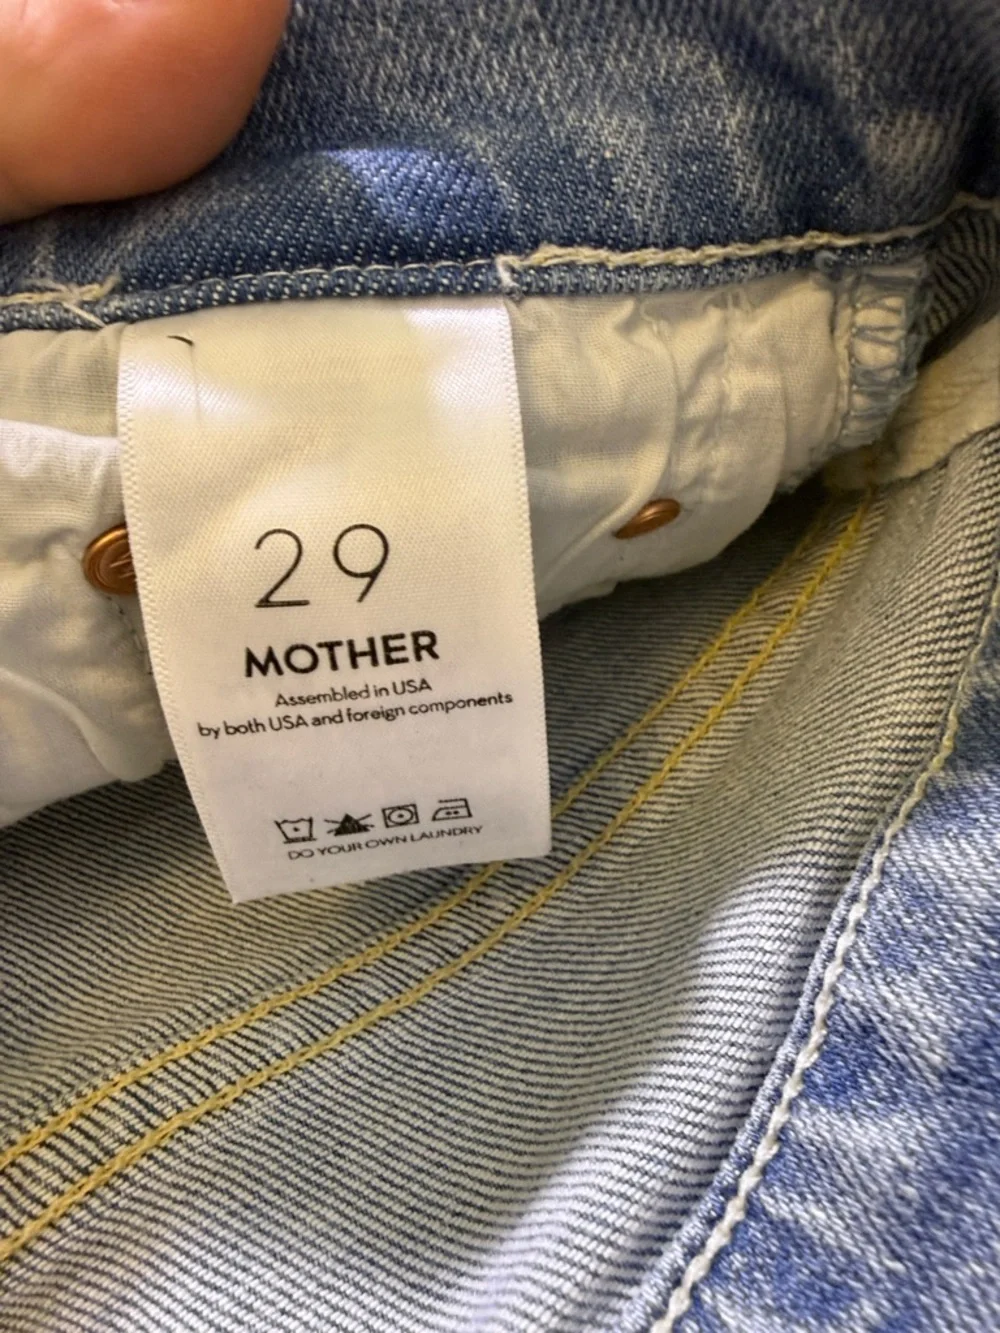 29
MOTHER
Assembled in USA
by both USA and foreign components
DO YOUR OWN LAUNDRY